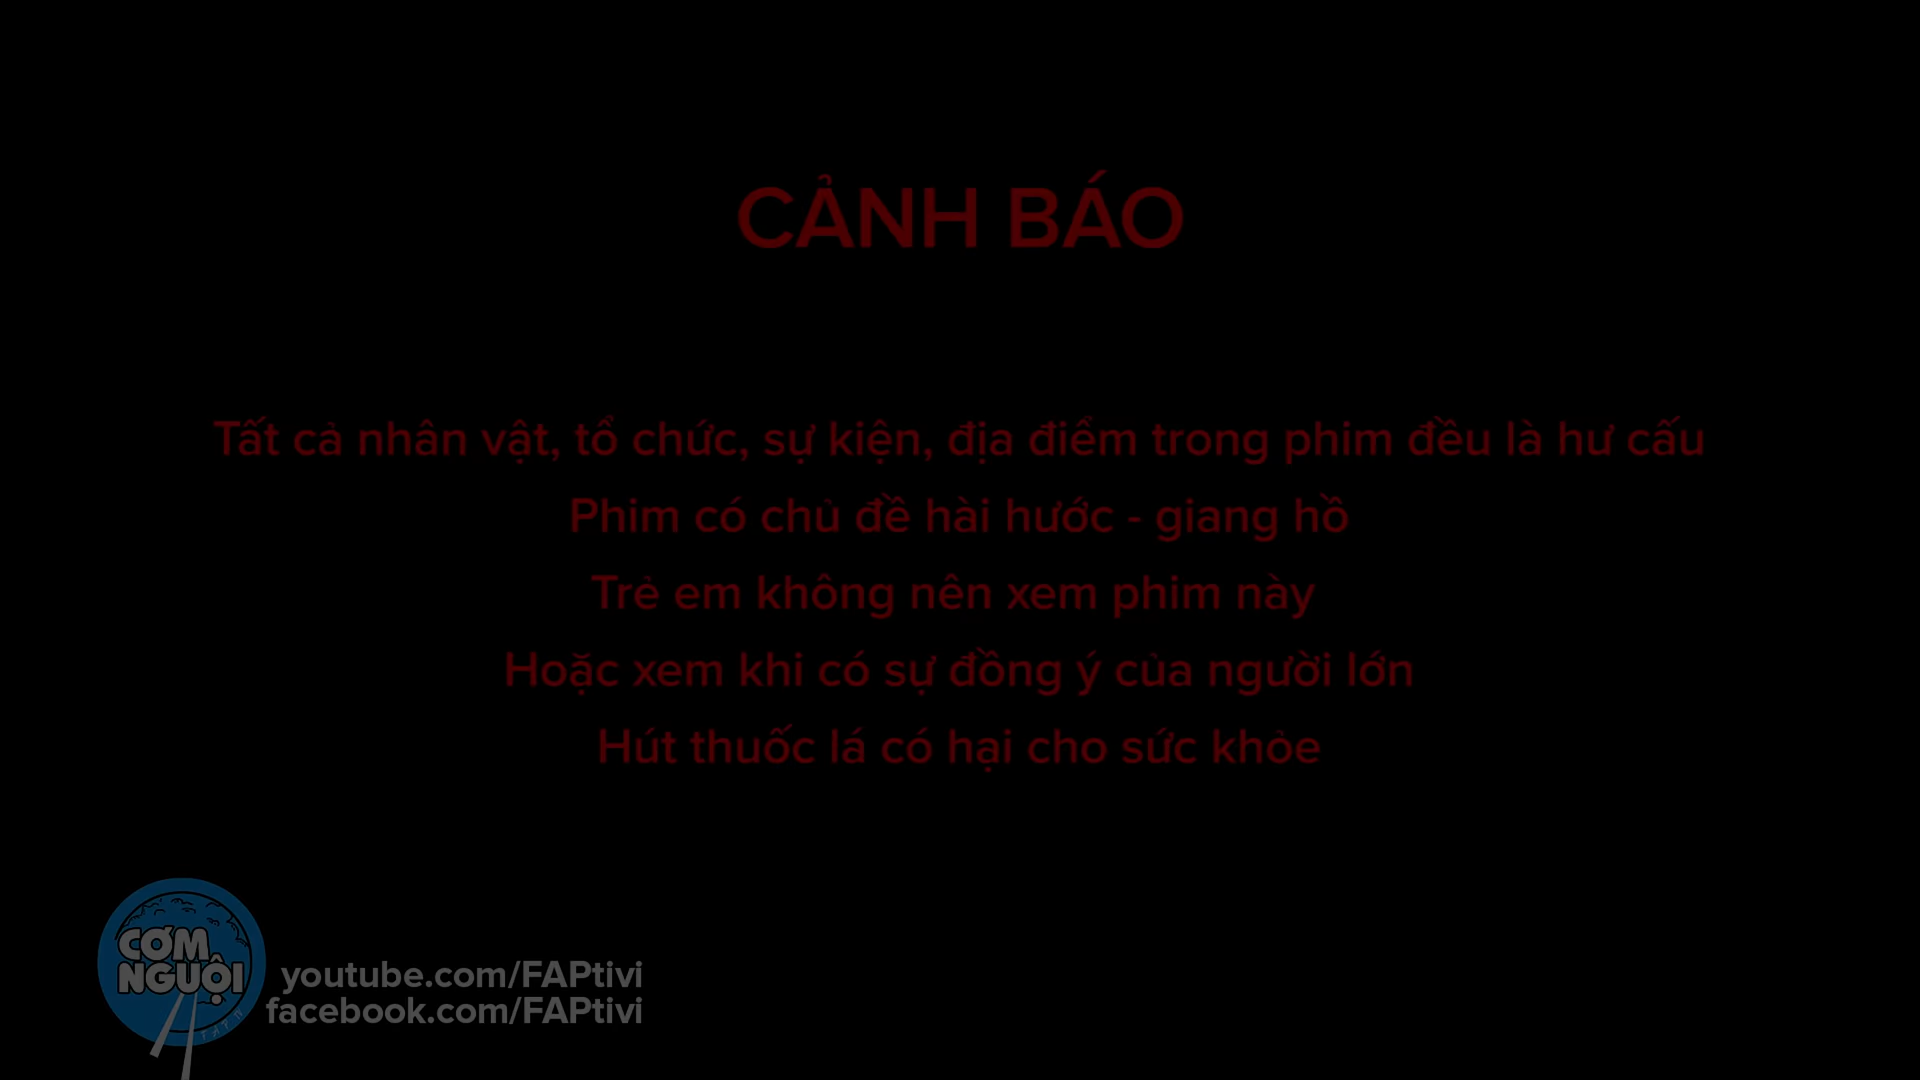 CẢNH BÁO
Tất cả nhân vật, tổ chức, sự kiện, địa điểm trong phim đều là hư cấu
Phim có chủ đề hài hước - giang hồ
Trẻ em không nên xem phim này
Hoặc xem khi có sự đồng ý của người lớn
Hút thuốc lá có hại cho sức khỏe
CƠM
NGUỘI
FAP TV
youtube.com/FAPtivi
facebook.com/FAPtivi